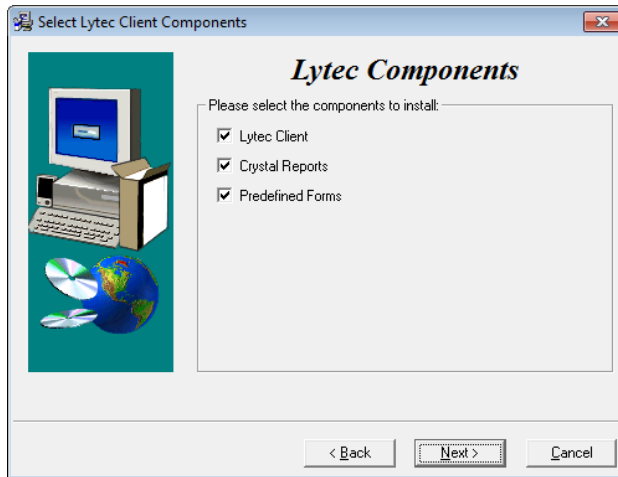 Select Lytec Client Components
Lytec Components
Please select the components to install:
Lytec Client
Crystal Reports
Predefined Forms
< Back
Next >
Cancel